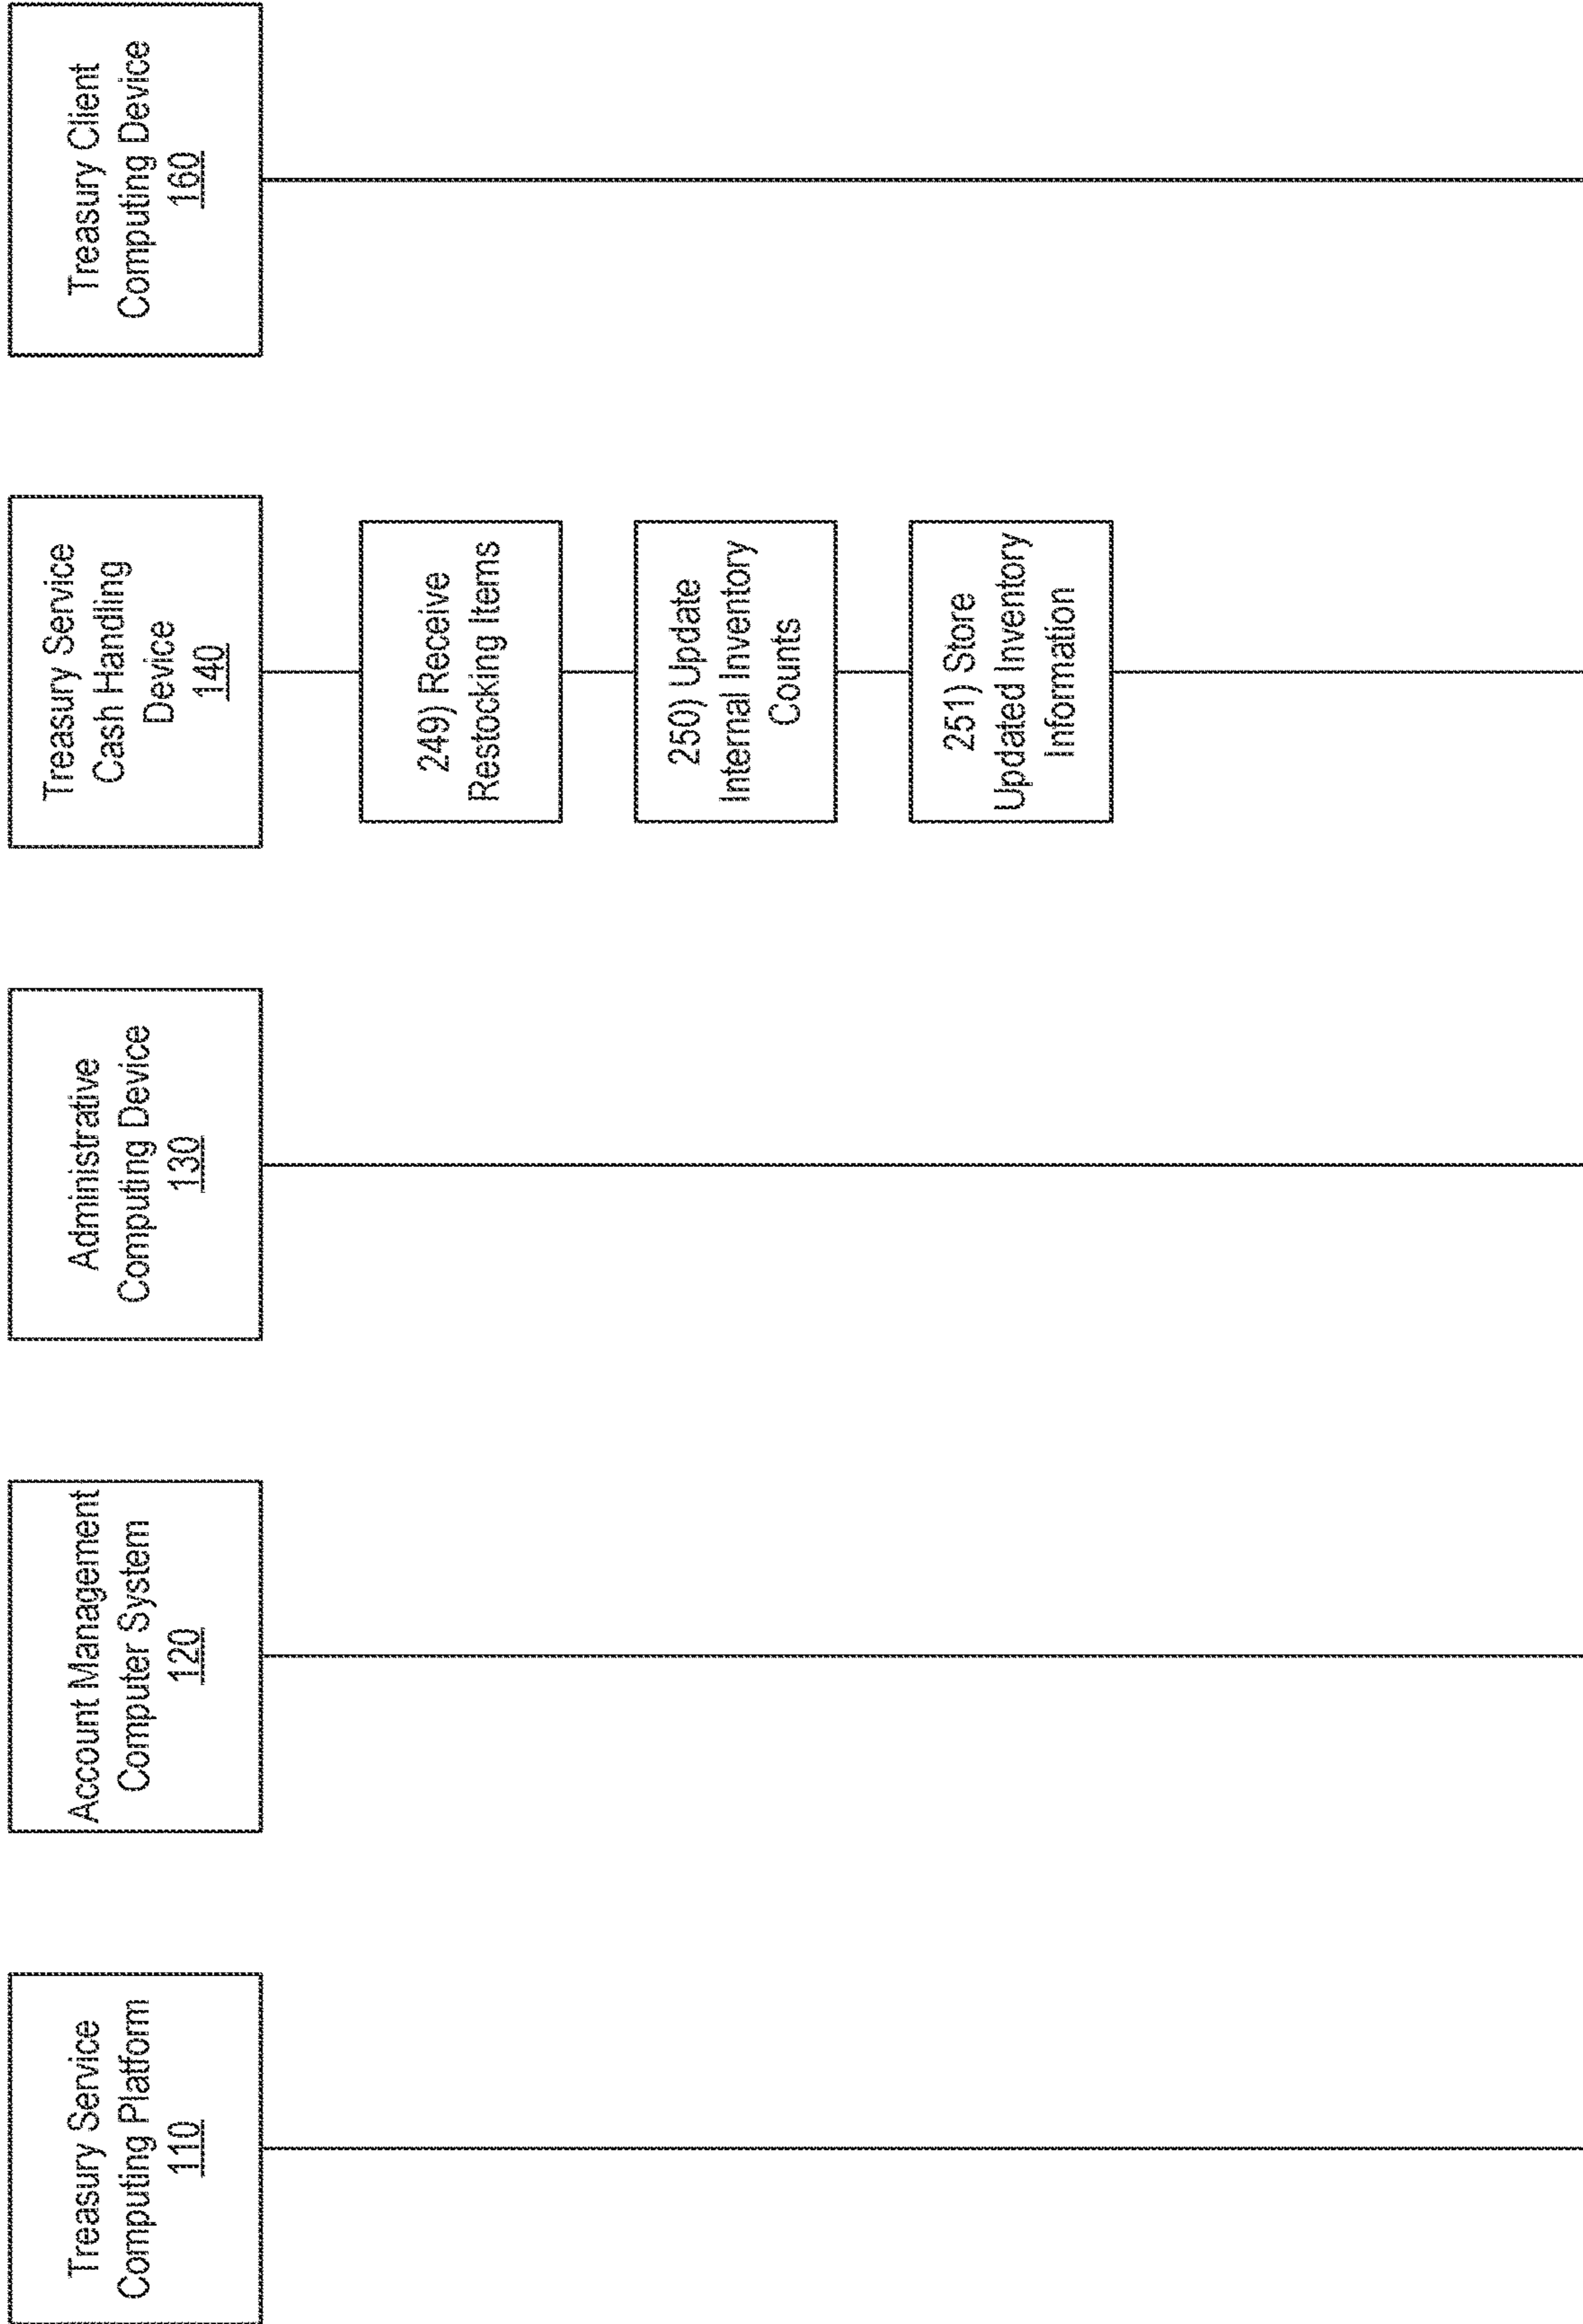 Treasury Service
Computing Platform
110
Account Management
Computer System
120
Administrative
Computing Device
130
Treasury Service
Cash Handling
Device
140
Treasury Client
Computing Device
160
249) Receive
Restocking Items
250) Update
Internal Inventory
Counts
251) Store
Updated Inventory
Information